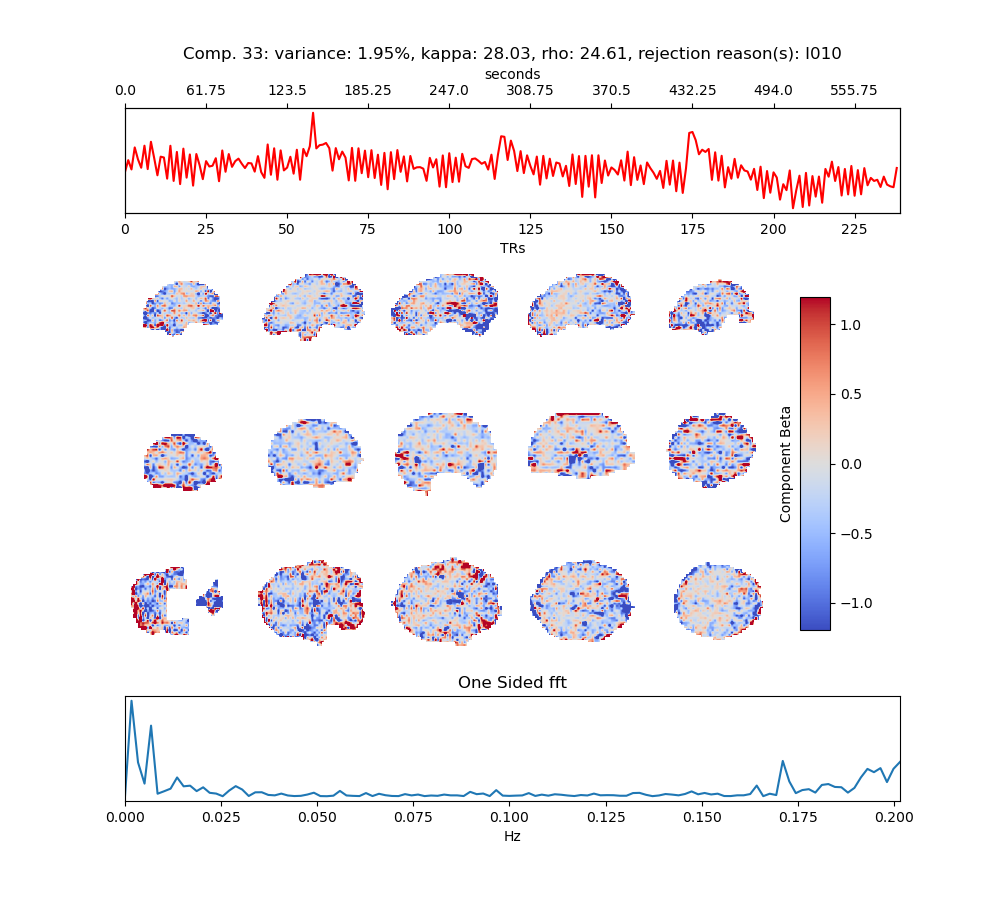 Comp. 33: variance: 1.95%, kappa: 28.03, rho: 24.61, rejection reason(s): I010
seconds
0.0 61.75 123.5 185.25 247.0 308.75 370.5 432.25 494.0 555.75
0 25 50 75 100 125 150 175 200 225
TRs
1.0
0.5
0.0
−0.5
−1.0
Component Beta
One Sided fft
0.000 0.025 0.050 0.075 0.100 0.125 0.150 0.175 0.200
Hz